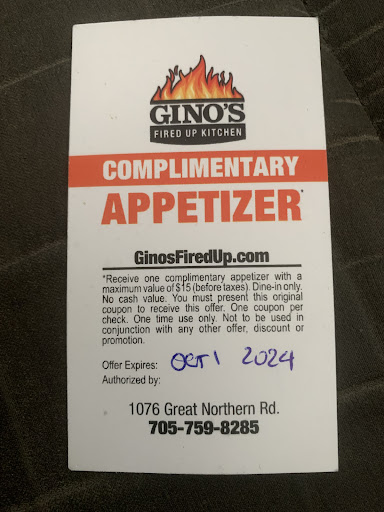 GINO'S
FIRED UP KITCHEN
COMPLIMENTARY
APPETIZER*
GinosFiredUp.com
*Receive one complimentary appetizer with a
maximum value of $15 (before taxes). Dine-in only.
No cash value. You must present this original
coupon to receive this offer. One coupon per
check. One time use only. Not to be used in
conjunction with any other offer, discount or
promotion.
Offer Expires: OCT 1 2024
Authorized by:
1076 Great Northern Rd.
705-759-8285